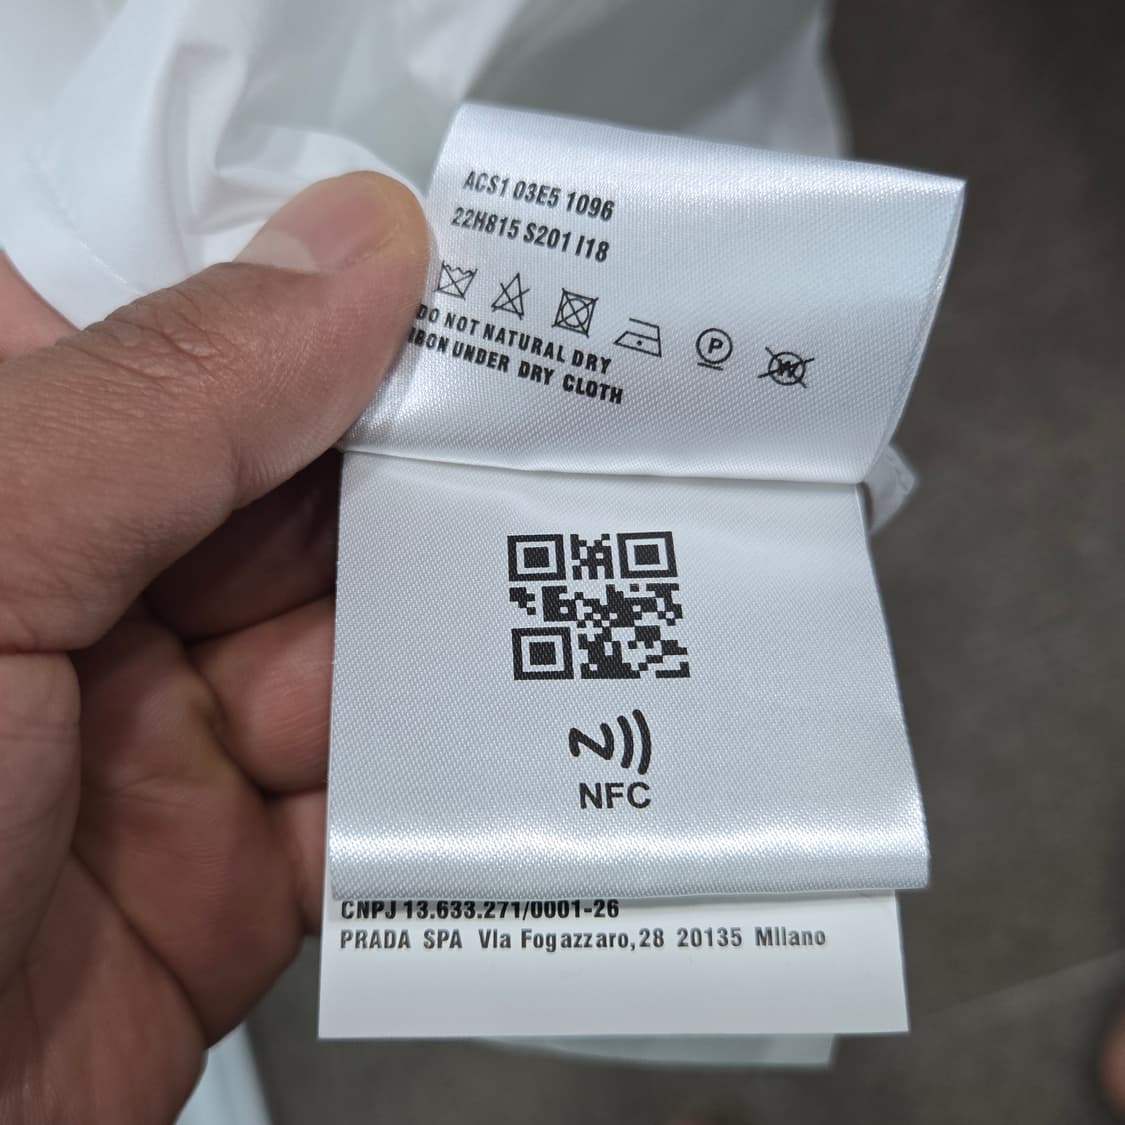 ACS1 03E5 1096
22H815 S201 I18
DO NOT NATURAL DRY
UNDER DRY CLOTH
P
W
NFC
CNPJ 13.633.271/0001-26
PRADA SPA VIa Fogazzaro,28 20135 MIlano